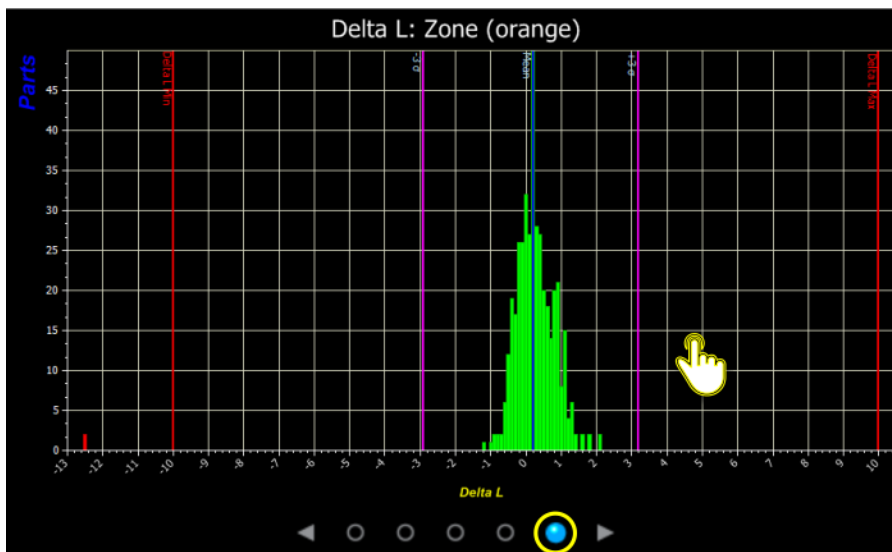 Delta L: Zone (orange)
Parts
Delta L Min
-3 σ
Mean
+3 σ
Delta L Max
45
40
35
30
25
20
15
10
5
0
-13 -12 -11 -10 -9 -8 -7 -6 -5 -4 -3 -2 -1 0 1 2 3 4 5 6 7 8 9 10
Delta L